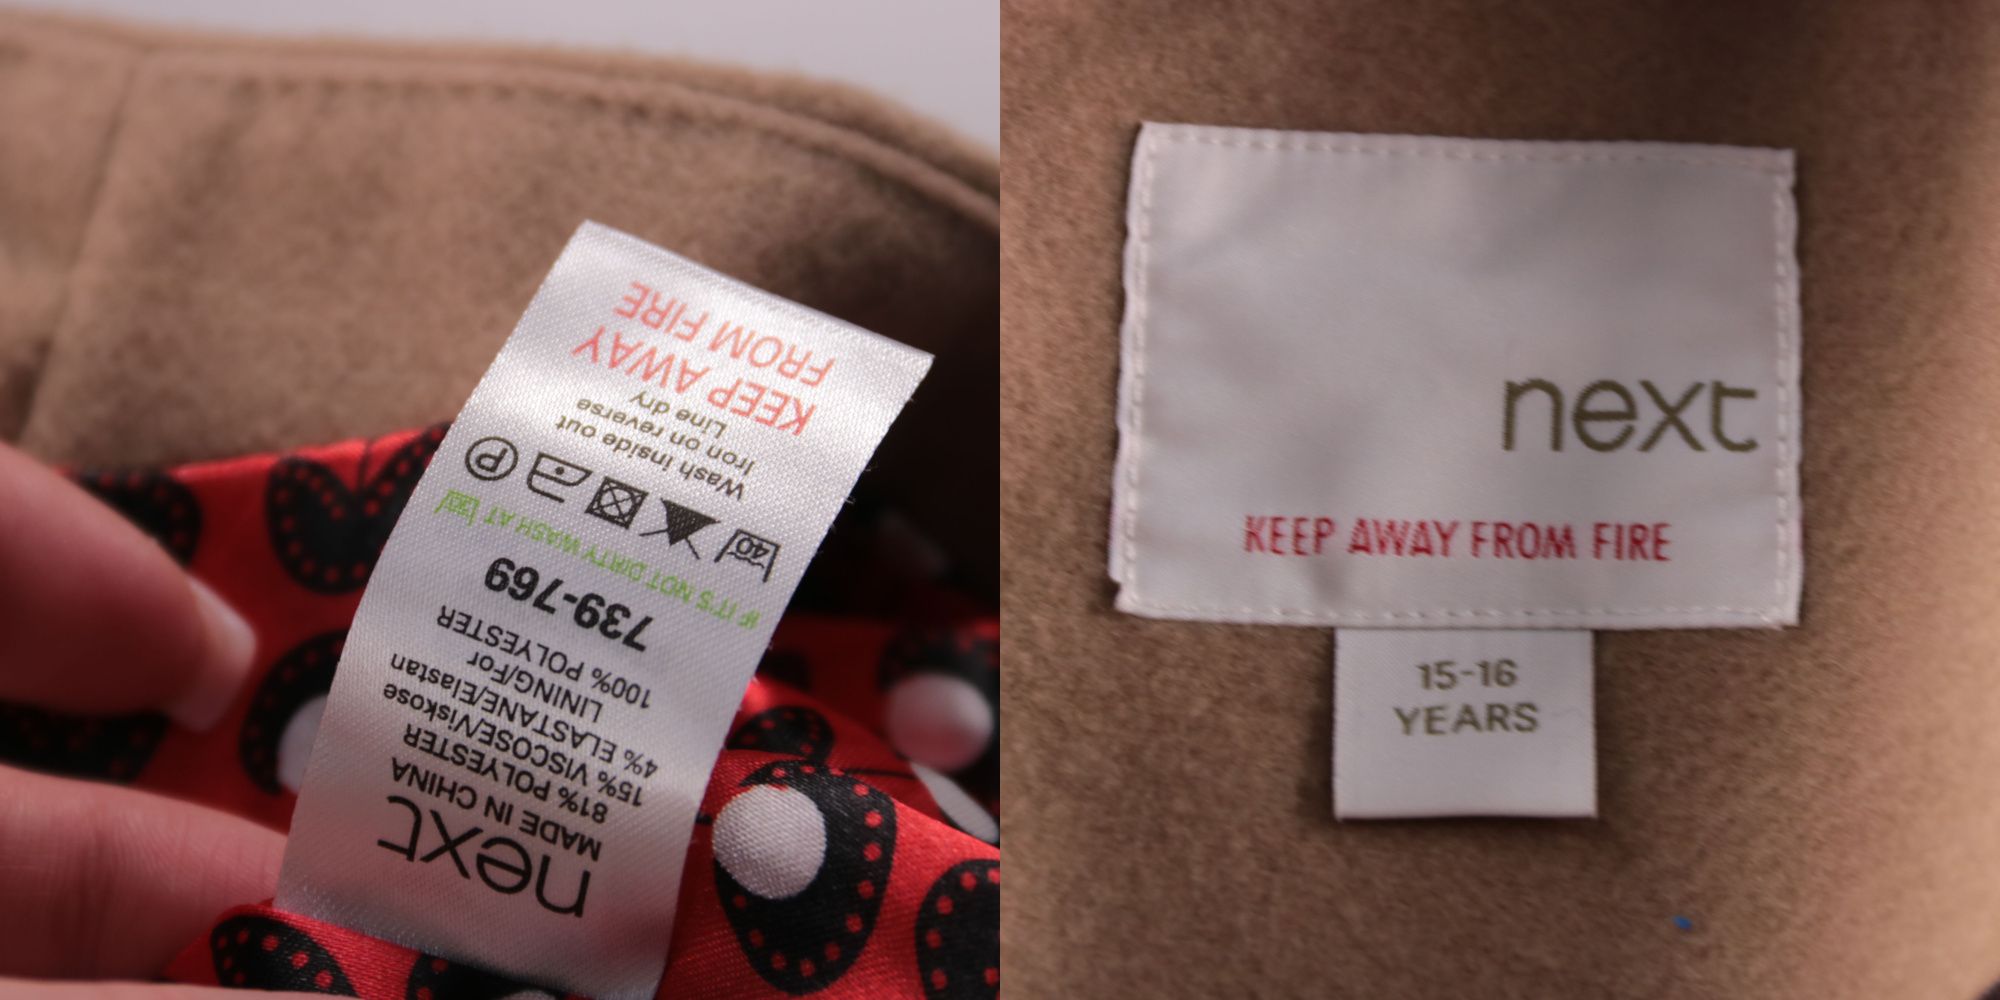 next
MADE IN CHINA
81% POLYESTER
15% VISCOSE/Viskose
4% ELASTANE/Elastan
LINING/For
100% POLYESTER
739-769
IF IT'S NOT DIRTY WASH AT 30
40
P
Wash inside out
Iron on reverse
Line dry
KEEP AWAY
FROM FIRE
next
KEEP AWAY FROM FIRE
15-16
YEARS